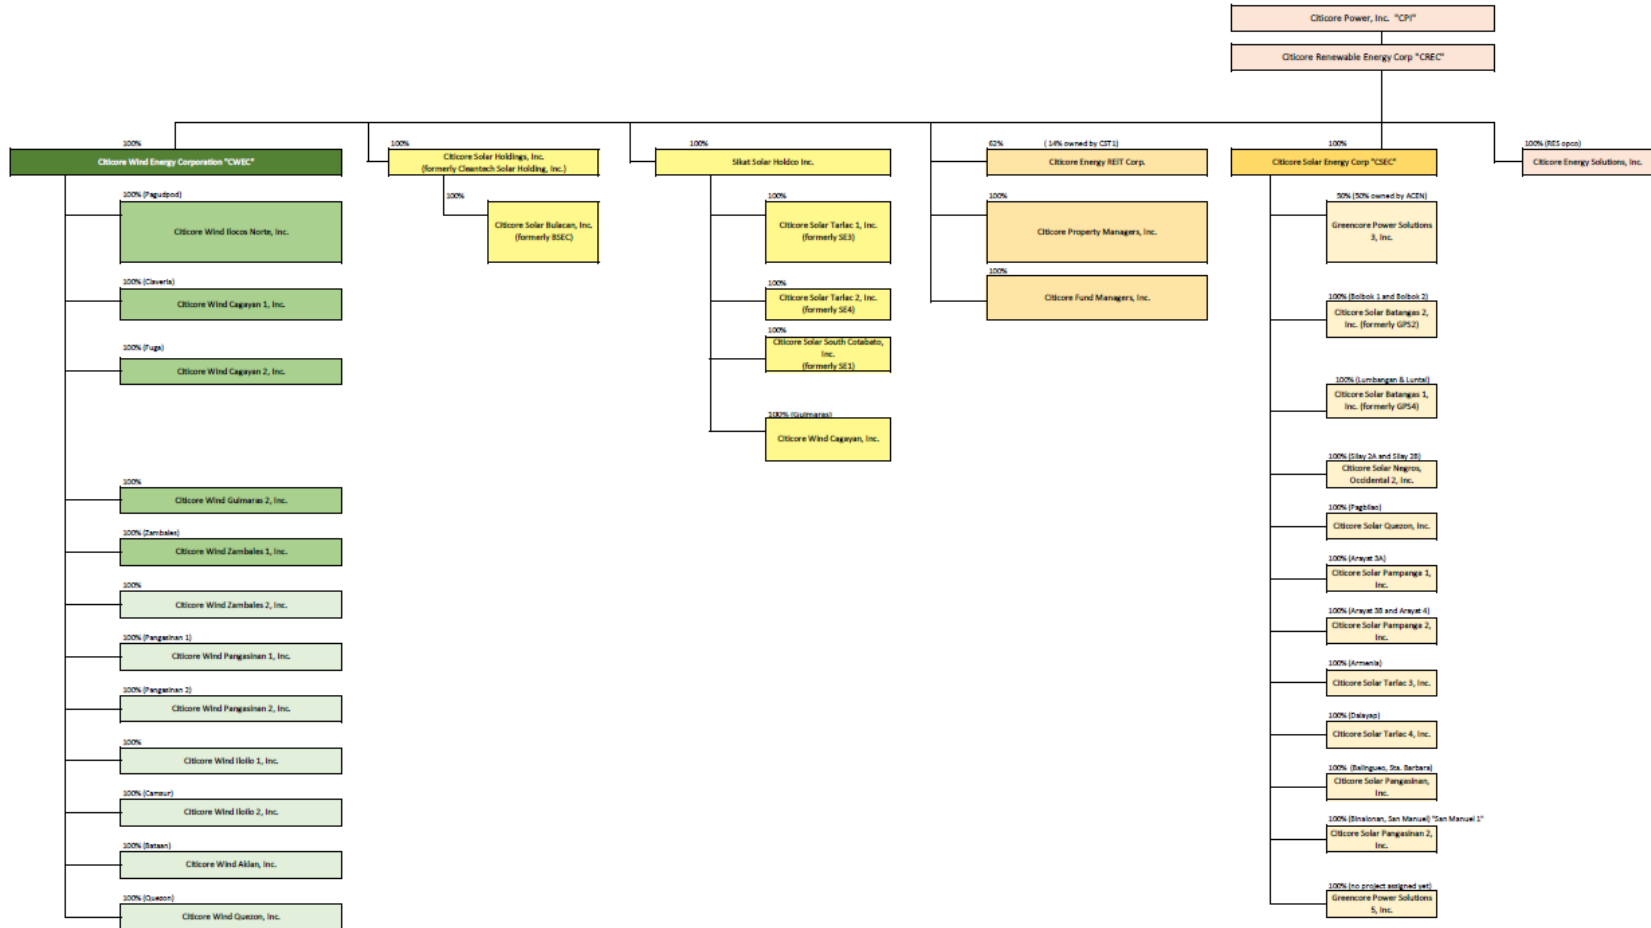 Citicore Power, Inc. "CPI"
Citicore Renewable Energy Corp "CREC"
100%
Citicore Wind Energy Corporation "CWEC"
100% (Pagudpod)
Citicore Wind Ilocos Norte, Inc.
100% (Claveria)
Citicore Wind Cagayan 1, Inc.
100% (Fuga)
Citicore Wind Cagayan 2, Inc.
100%
Citicore Wind Guimaras 2, Inc.
100% (Zambales)
Citicore Wind Zambales 1, Inc.
100%
Citicore Wind Zambales 2, Inc.
100% (Pangasinan 1)
Citicore Wind Pangasinan 1, Inc.
100% (Pangasinan 2)
Citicore Wind Pangasinan 2, Inc.
100%
Citicore Wind Iloilo 1, Inc.
100% (Camsur)
Citicore Wind Iloilo 2, Inc.
100% (Bataan)
Citicore Wind Aklan, Inc.
100% (Quezon)
Citicore Wind Quezon, Inc.
100%
Citicore Solar Holdings, Inc.
(formerly Cleantech Solar Holding, Inc.)
100%
Citicore Solar Bulacan, Inc.
(formerly BSEC)
100%
Sikat Solar Holdco Inc.
100%
Citicore Solar Tarlac 1, Inc.
(formerly SE3)
100%
Citicore Solar Tarlac 2, Inc.
(formerly SE4)
100%
Citicore Solar South Cotabato,
Inc.
(formerly SE1)
100% (Guimaras)
Citicore Wind Cagayan, Inc.
62% ( 14% owned by CST1)
Citicore Energy REIT Corp.
100%
Citicore Property Managers, Inc.
100%
Citicore Fund Managers, Inc.
100%
Citicore Solar Energy Corp "CSEC"
50% (50% owned by ACEN)
Greencore Power Solutions
3, Inc.
100% (Bolbok 1 and Bolbok 2)
Citicore Solar Batangas 2,
Inc. (formerly GPS2)
100% (Lumbangan & Luntal)
Citicore Solar Batangas 1,
Inc. (formerly GPS4)
100% (Silay 2A and Silay 2B)
Citicore Solar Negros,
Occidental 2, Inc.
100% (Pagbilao)
Citicore Solar Quezon, Inc.
100% (Arayat 3A)
Citicore Solar Pampanga 1,
Inc.
100% (Arayat 3B and Arayat 4)
Citicore Solar Pampanga 2,
Inc.
100% (Armenia)
Citicore Solar Tarlac 3, Inc.
100% (Dalayap)
Citicore Solar Tarlac 4, Inc.
100% (Balingueo, Sta. Barbara)
Citicore Solar Pangasinan,
Inc.
100% (Binalonan, San Manuel) "San Manuel 1"
Citicore Solar Pangasinan 2,
Inc.
100% (no project assigned yet)
Greencore Power Solutions
5, Inc.
100% (RES opco)
Citicore Energy Solutions, Inc.